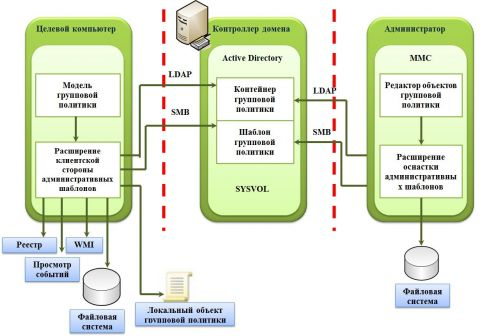 Целевой компьютер
Модель
групповой
политики
Расширение
клиентской
стороны
административных
шаблонов
Реестр
WMI
Просмотр
событий
Файловая
система
Локальный объект
групповой политики
LDAP
SMB
Контроллер домена
Active Directory
Контейнер
групповой
политики
Шаблон
групповой
политики
SYSVOL
LDAP
SMB
Администратор
MMC
Редактор объектов
групповой
политики
Расширение
оснастки
административны
х шаблонов
Файловая
система